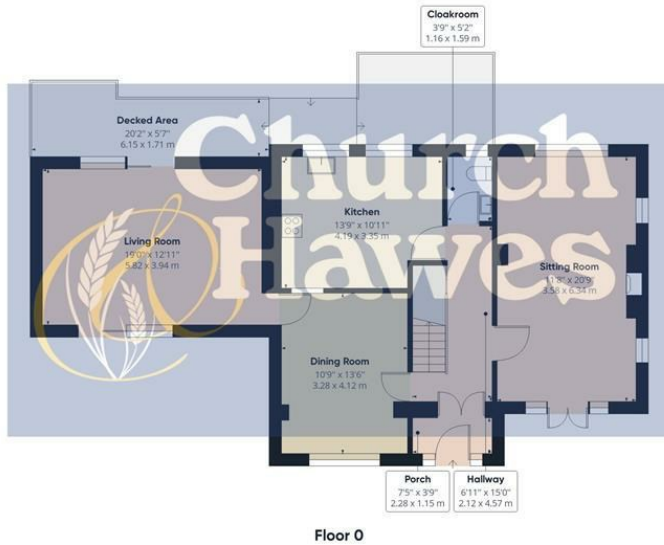 Cloakroom
3'9" x 5'2"
1.16 x 1.59 m
Decked Area
20'2" x 5'7"
6.15 x 1.71 m
Church
Hawes
Kitchen
13'9" x 10'11"
4.19 x 3.35 m
Living Room
19'0" x 12'11"
5.82 x 3.94 m
Sitting Room
11'8" x 20'9"
3.58 x 6.34 m
Dining Room
10'9" x 13'6"
3.28 x 4.12 m
Porch
7'5" x 3'9"
2.28 x 1.15 m
Hallway
6'11" x 15'0"
2.12 x 4.57 m
Floor 0